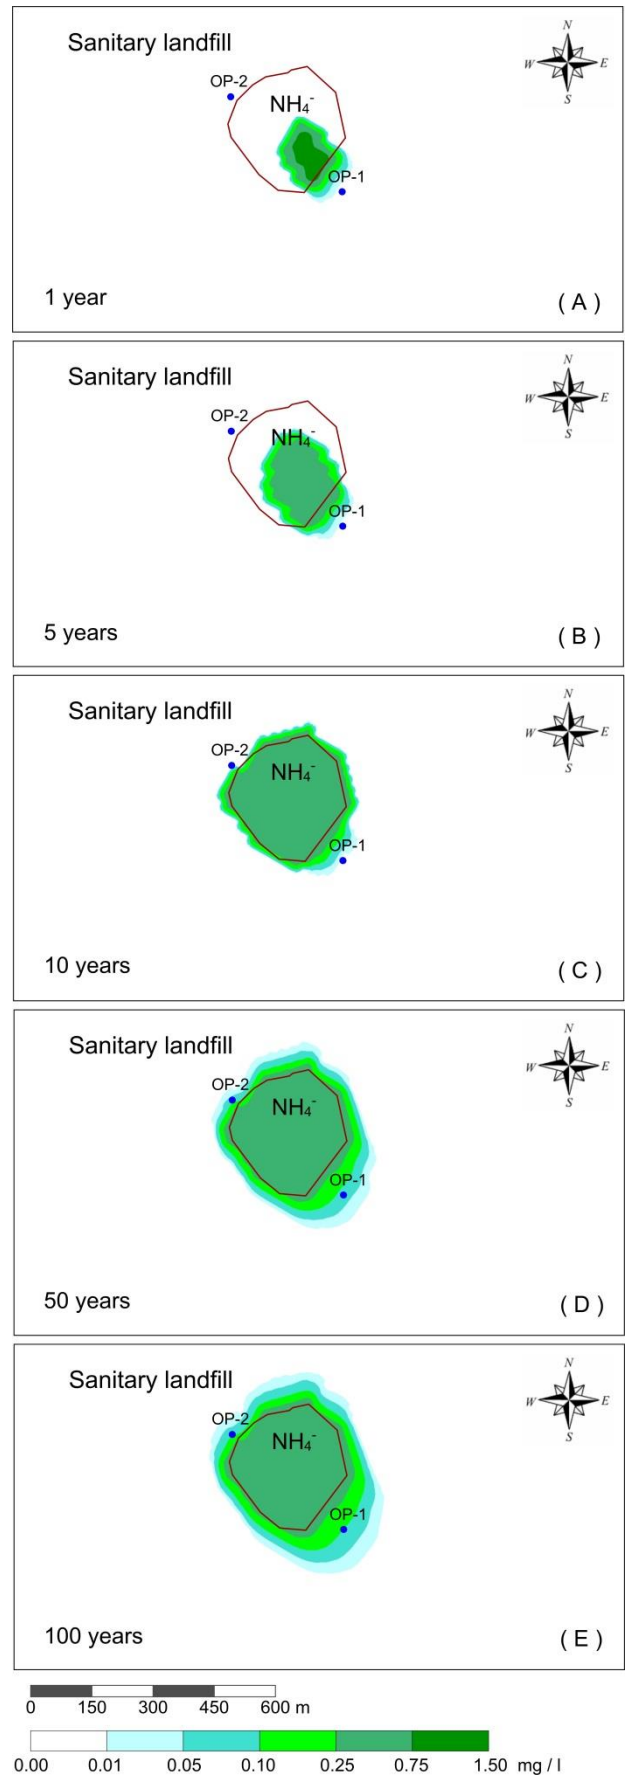 Sanitary landfill
N
OP-2
W E
NH₄⁻
S
OP-1
1 year
( A )
Sanitary landfill
N
W E
OP-2
S
NH₄⁻
OP-1
5 years
( B )
Sanitary landfill
N
W E
OP-2
S
NH₄⁻
OP-1
10 years
( C )
Sanitary landfill
N
W E
OP-2
S
NH₄⁻
OP-1
50 years
( D )
Sanitary landfill
N
W E
OP-2
S
NH₄⁻
OP-1
100 years
( E )
0 150 300 450 600 m
0.00 0.01 0.05 0.10 0.25 0.75 1.50 mg / l